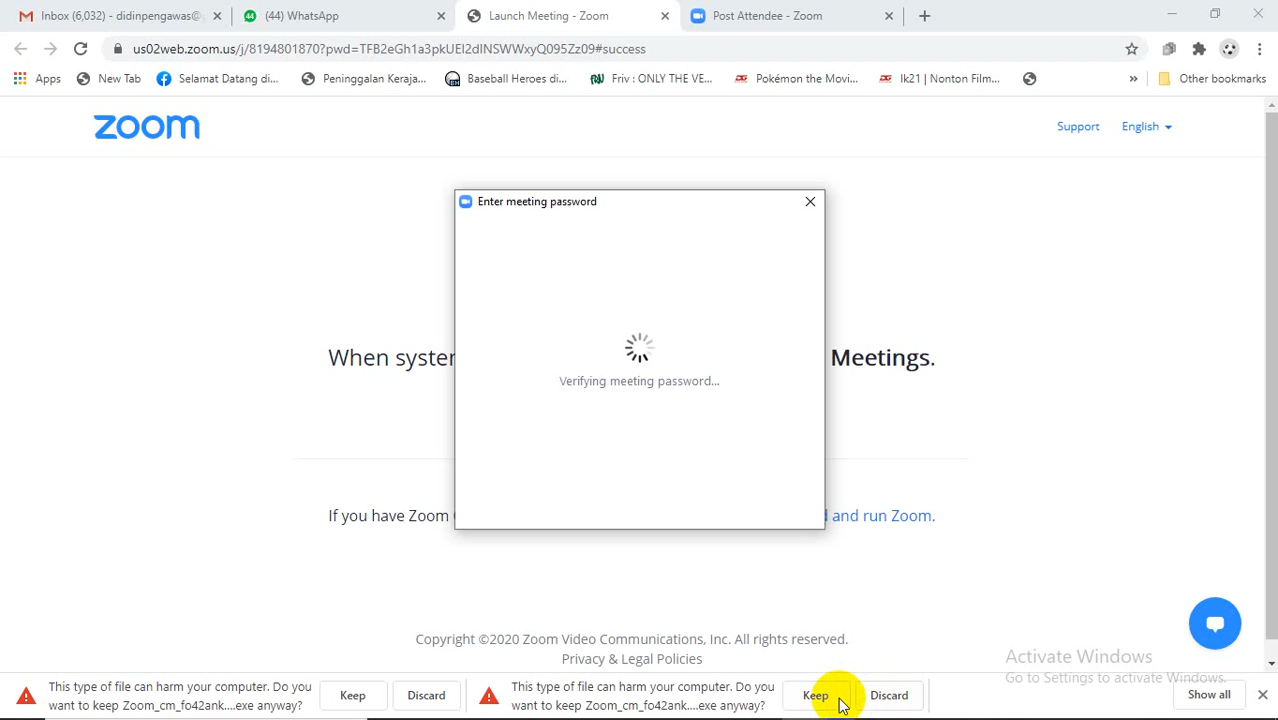 Inbox (6,032) - didinpengawas@
(44) WhatsApp
Launch Meeting - Zoom
Post Attendee - Zoom
us02web.zoom.us/j/8194801870?pwd=TFB2eGh1a3pkUEI2dINSWWxyQ095Zz09#success
Apps
New Tab
Selamat Datang di...
Peninggalan Keraja...
Baseball Heroes di...
Friv : ONLY THE VE...
Pokémon the Movi...
lk21 | Nonton Film...
Other bookmarks
zoom
Support
English
Enter meeting password
Verifying meeting password...
When syste
Meetings.
If you have Zoom
d and run Zoom.
Copyright ©2020 Zoom Video Communications, Inc. All rights reserved.
Privacy & Legal Policies
Activate Windows
Go to Settings to activate Windows.
This type of file can harm your computer. Do you
want to keep Zoom_cm_fo42ank....exe anyway?
Keep
Discard
This type of file can harm your computer. Do you
want to keep Zoom_cm_fo42ank....exe anyway?
Keep
Discard
Show all